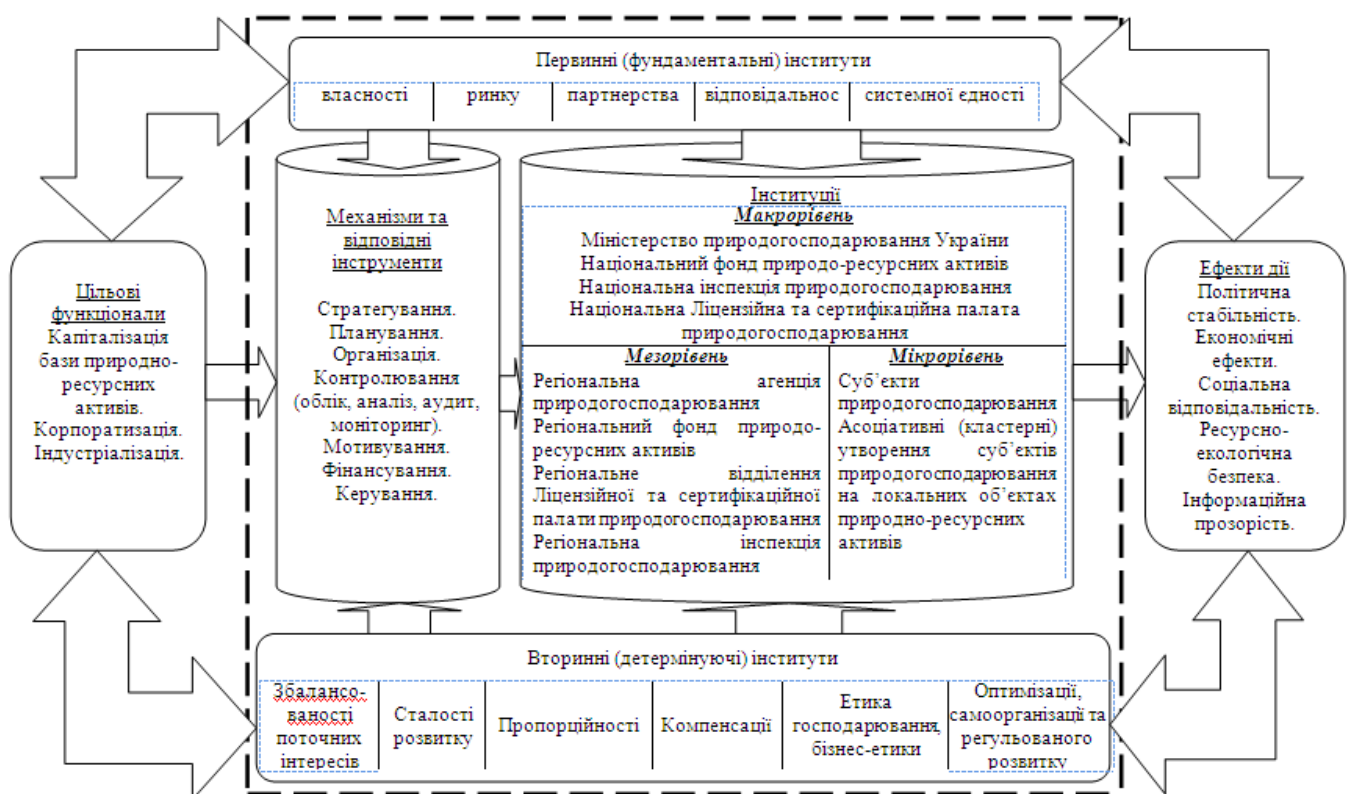 Первинні (фундаментальні) інститути
власності
ринку
партнерства
відповідальнос
системної єдності
Цільові
функціонали
Капіталізація
бази природно-
ресурсних
активів.
Корпоратизація.
Індустріалізація.
Механізми та
відповідні
інструменти
Стратегування.
Планування.
Організація.
Контролювання
(облік, аналіз, аудит,
моніторинг).
Мотивування.
Фінансування.
Керування.
Інституції
Макрорівень
Міністерство природогосподарювання України
Національний фонд природо-ресурсних активів
Національна інспекція природогосподарювання
Національна Ліцензійна та сертифікаційна палата
природогосподарювання
Мезорівень
Регіональна агенція
природогосподарювання
Регіональний фонд природо-
ресурсних активів
Регіональне відділення
Ліцензійної та сертифікаційної
палати природогосподарювання
Регіональна інспекція
природогосподарювання
Мікрорівень
Суб’єкти
природогосподарювання
Асоціативні (кластерні)
утворення суб’єктів
природогосподарювання
на локальних об’єктах
природно-ресурсних
активів
Ефекти дії
Політична
стабільність.
Економічні
ефекти.
Соціальна
відповідальність.
Ресурсно-
екологічна
безпека.
Інформаційна
прозорість.
Вторинні (детермінуючі) інститути
Збалансо-
ваності
поточних
інтересів
Сталості
розвитку
Пропорційності
Компенсації
Етика
господарювання,
бізнес-етики
Оптимізації,
самоорганізації та
регульованого
розвитку